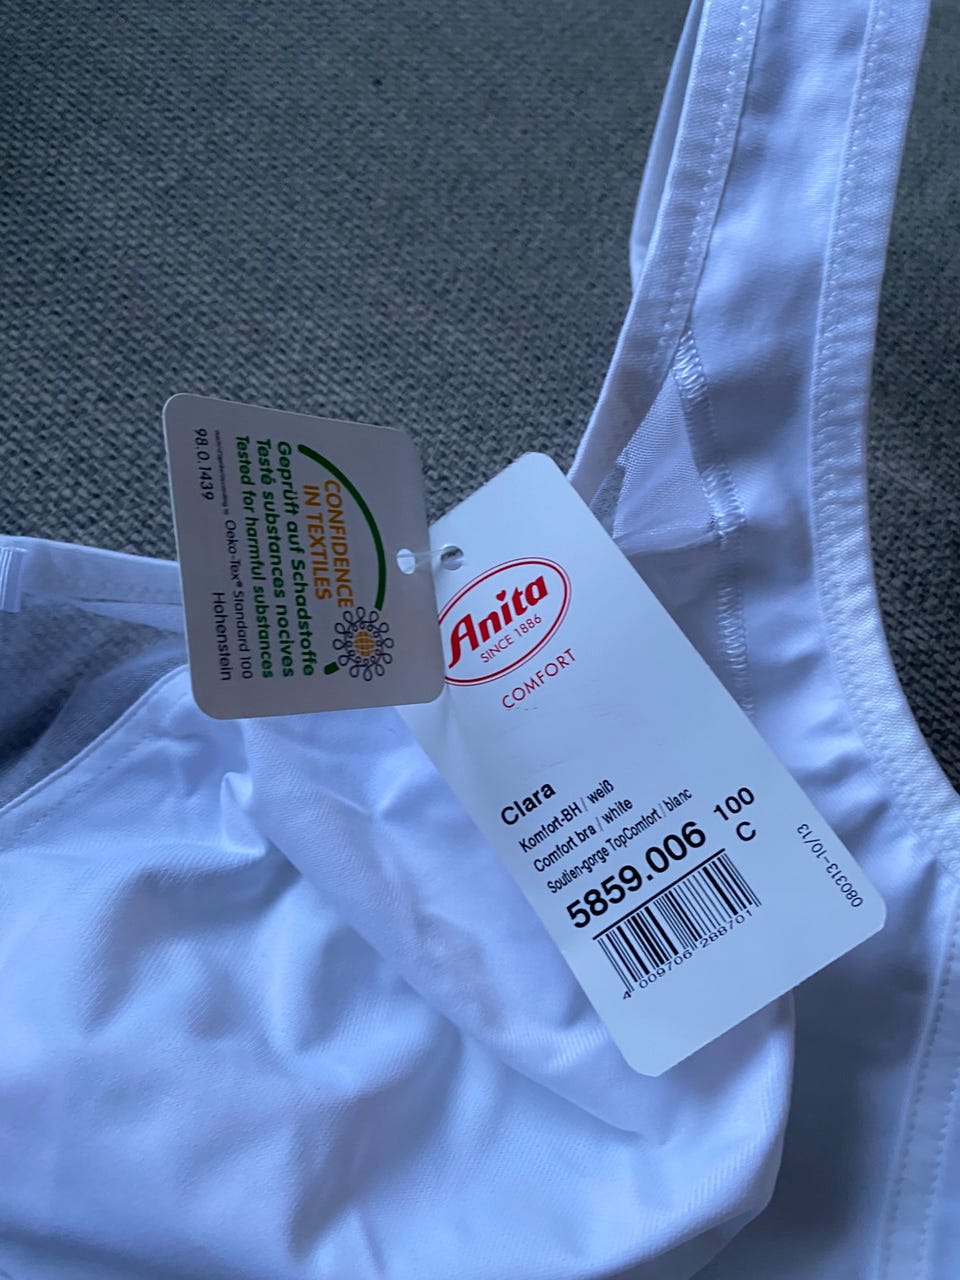 CONFIDENCE
IN TEXTILES
Geprüft auf Schadstoffe
Testé substances nocives
Tested for harmful substances
Oeko-Tex® Standard 100
98.0.1439 Hohenstein
Anita
SINCE 1886
COMFORT
Clara
Komfort-BH / weiß
Comfort bra / white
Soutien-gorge TopComfort / blanc
5859.006 100
C
4 009706 288701
080313-10/13